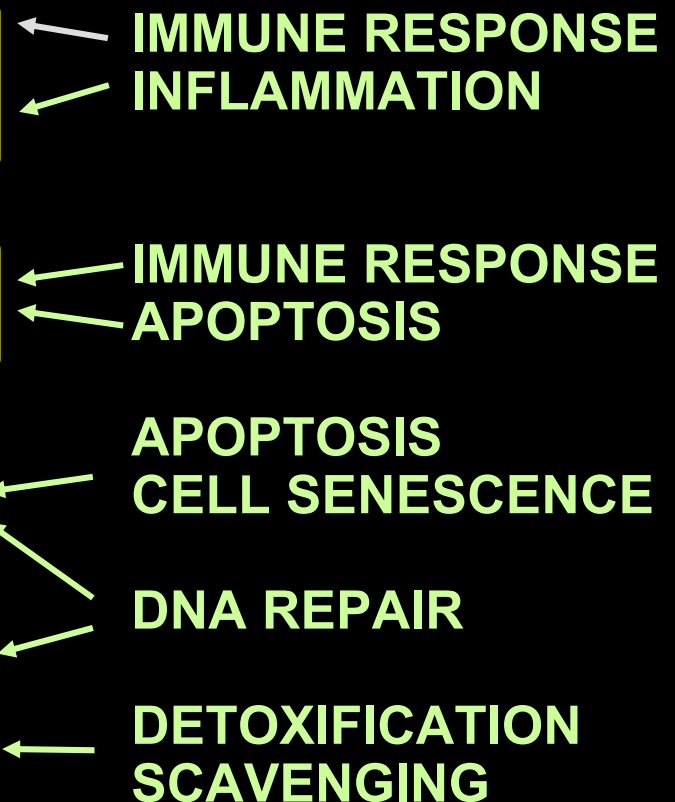 IMMUNE RESPONSE
INFLAMMATION
IMMUNE RESPONSE
APOPTOSIS
APOPTOSIS
CELL SENESCENCE
DNA REPAIR
DETOXIFICATION
SCAVENGING